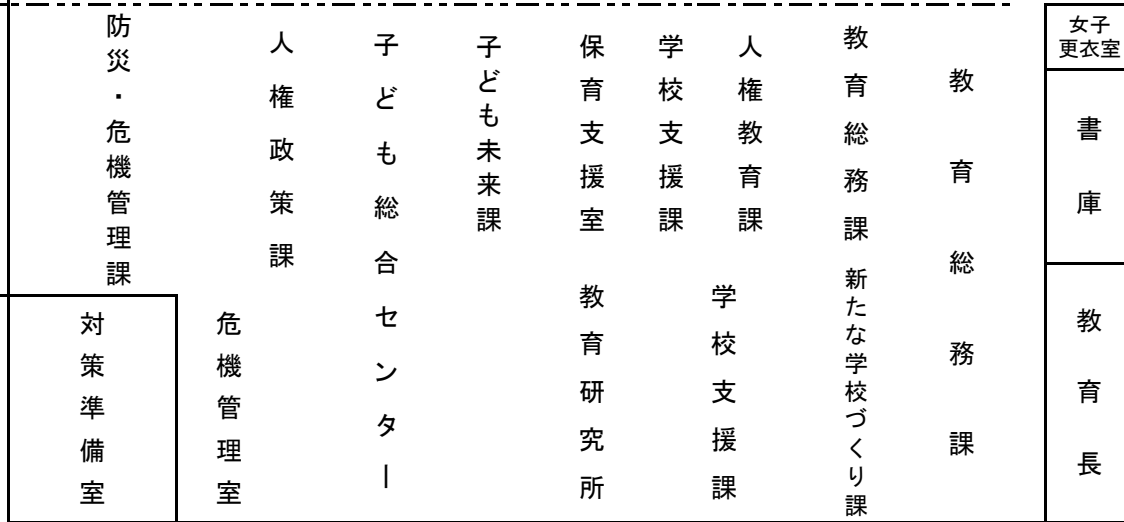 女子
更衣室
書庫
教育長
教育総務課
教育総務課
新たな学校づくり課
人権教育課
学校支援課
学校支援課
保育支援室
教育研究所
子ども未来課
子ども総合センター
人権政策課
危機管理室
防災・危機管理課
対策準備室